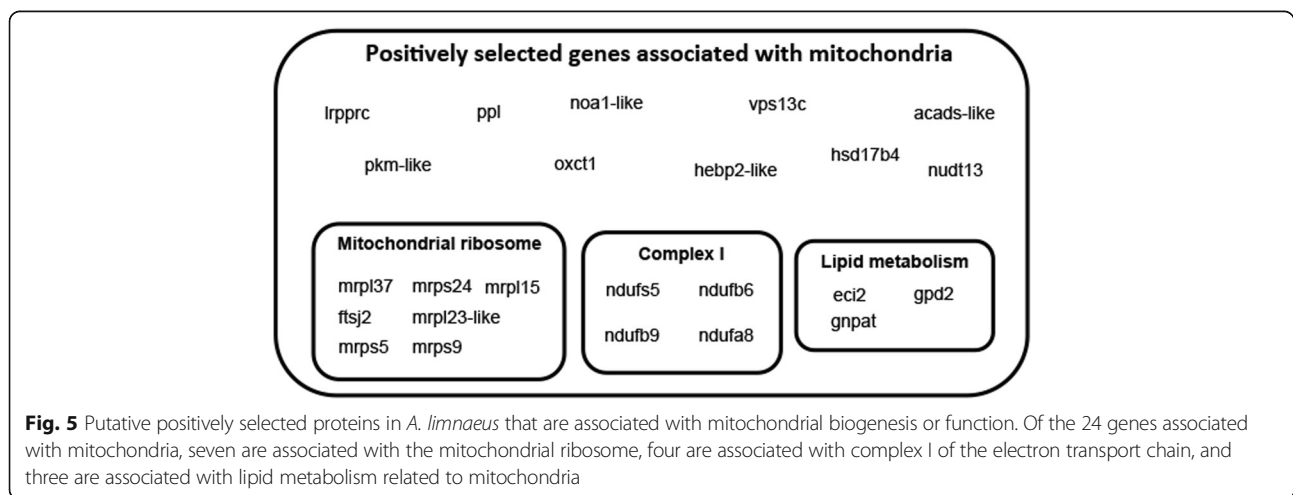 Positively selected genes associated with mitochondria
lrpprc ppl noa1-like vps13c acads-like
pkm-like oxct1 hebp2-like hsd17b4 nudt13
Mitochondrial ribosome
mrpl37 mrps24 mrpl15
ftsj2 mrpl23-like
mrps5 mrps9
Complex I
ndufs5 ndufb6
ndufb9 ndufa8
Lipid metabolism
eci2 gpd2
gnpat
Fig. 5 Putative positively selected proteins in A. limnaeus that are associated with mitochondrial biogenesis or function. Of the 24 genes associated
with mitochondria, seven are associated with the mitochondrial ribosome, four are associated with complex I of the electron transport chain, and
three are associated with lipid metabolism related to mitochondria